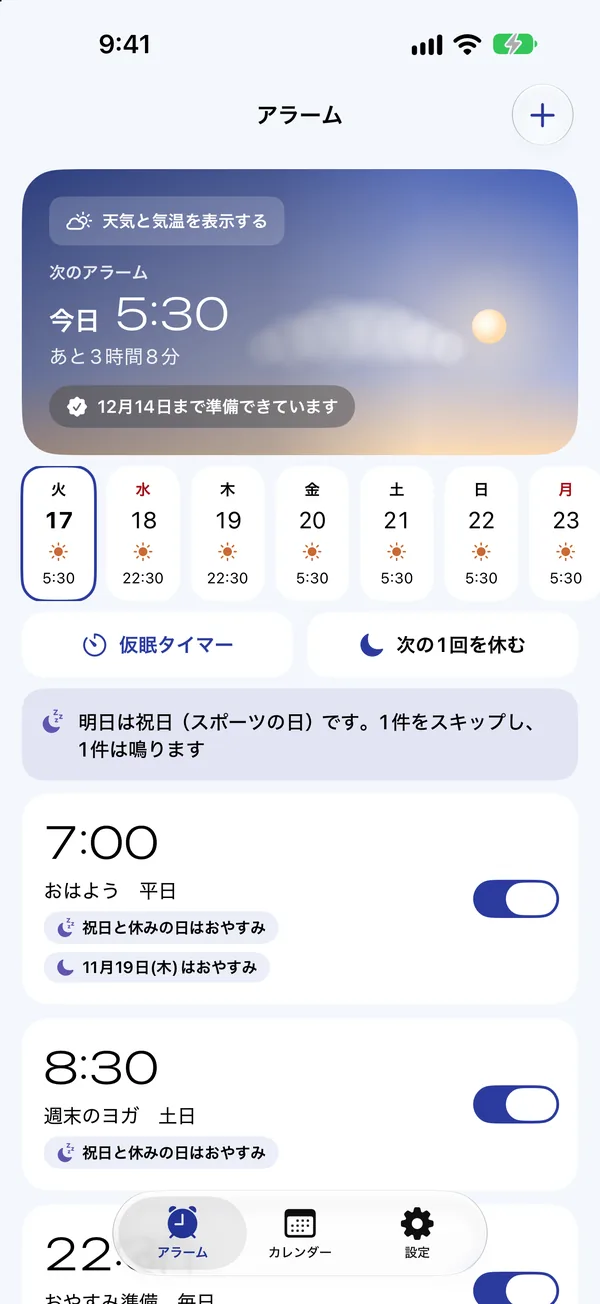 9:41
アラーム
天気と気温を表示する
次のアラーム
今日 5:30
あと3時間8分
12月14日まで準備できています
火 水 木 金 土 日 月
17 18 19 20 21 22 23
5:30 22:30 22:30 5:30 5:30 5:30 5:30
仮眠タイマー
次の1回を休む
明日は祝日（スポーツの日）です。1件をスキップし、
1件は鳴ります
7:00
おはよう　平日
祝日と休みの日はおやすみ
11月19日(木)はおやすみ
8:30
週末のヨガ　土日
祝日と休みの日はおやすみ
22:
おやすみ準備　毎日
アラーム
カレンダー
設定